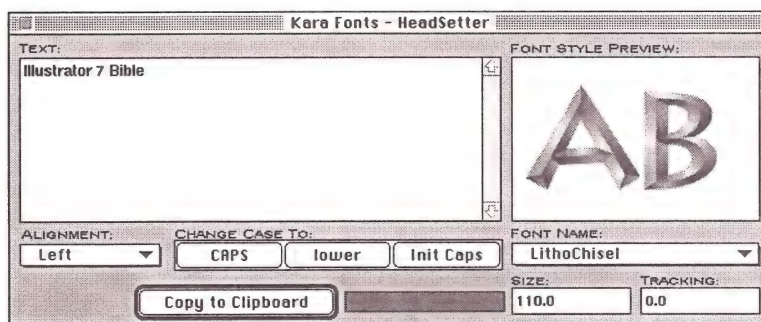 Kara Fonts - HeadSetter
TEXT:
Illustrator 7 Bible
FONT STYLE PREVIEW:
AB
ALIGNMENT:
Left
CHANGE CASE TO:
CAPS lower Init Caps
FONT NAME:
LithoChisel
Copy to Clipboard
SIZE: TRACKING:
110.0 0.0